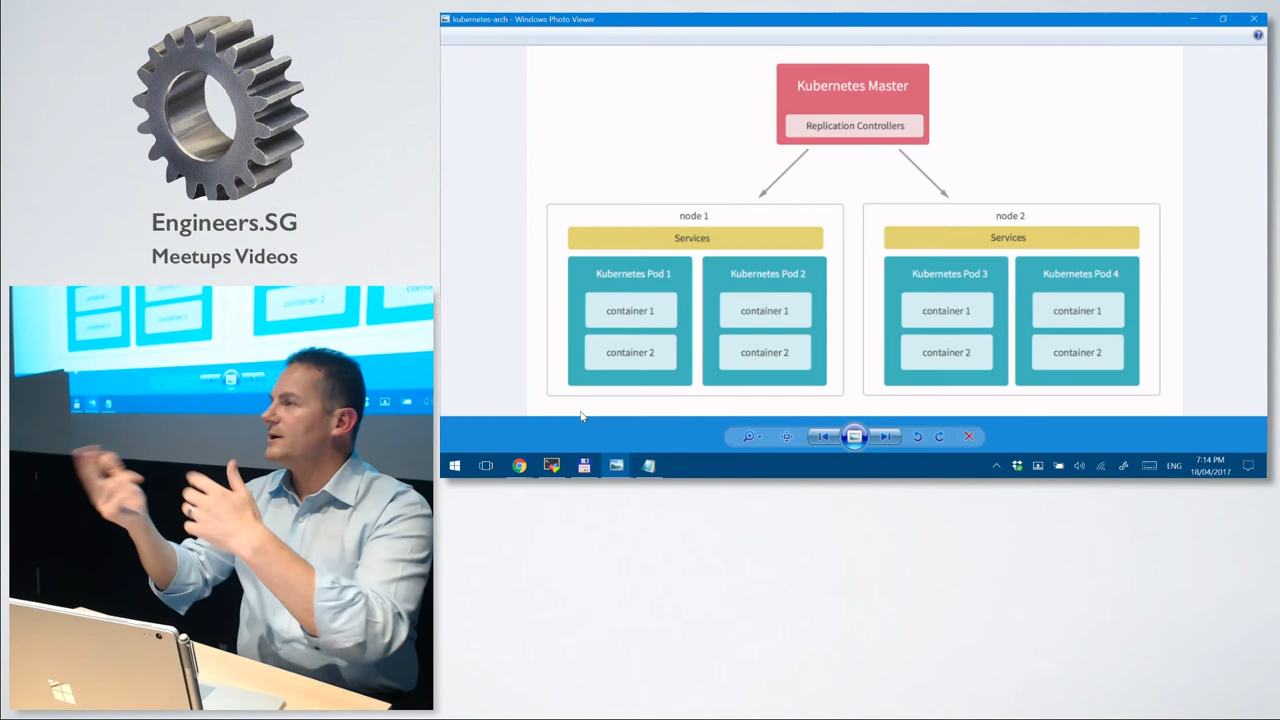 Engineers.SG
Meetups Videos
kubernetes-arch - Windows Photo Viewer
Kubernetes Master
Replication Controllers
node 1
Services
Kubernetes Pod 1
container 1
container 2
Kubernetes Pod 2
container 1
container 2
node 2
Services
Kubernetes Pod 3
container 1
container 2
Kubernetes Pod 4
container 1
container 2
ENG
7:14 PM
18/04/2017
container 2